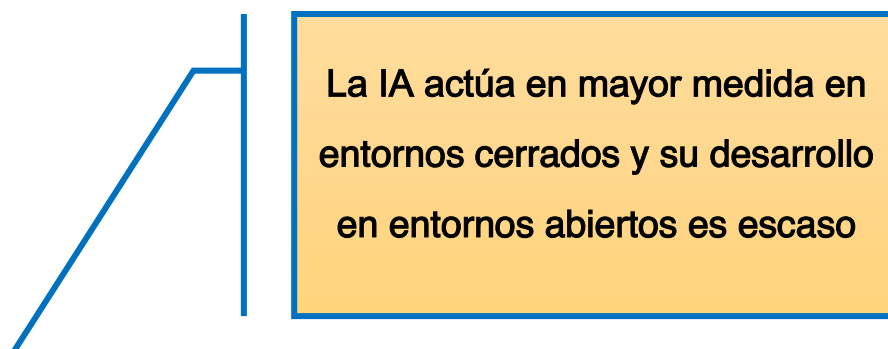 La IA actúa en mayor medida en
entornos cerrados y su desarrollo
en entornos abiertos es escaso